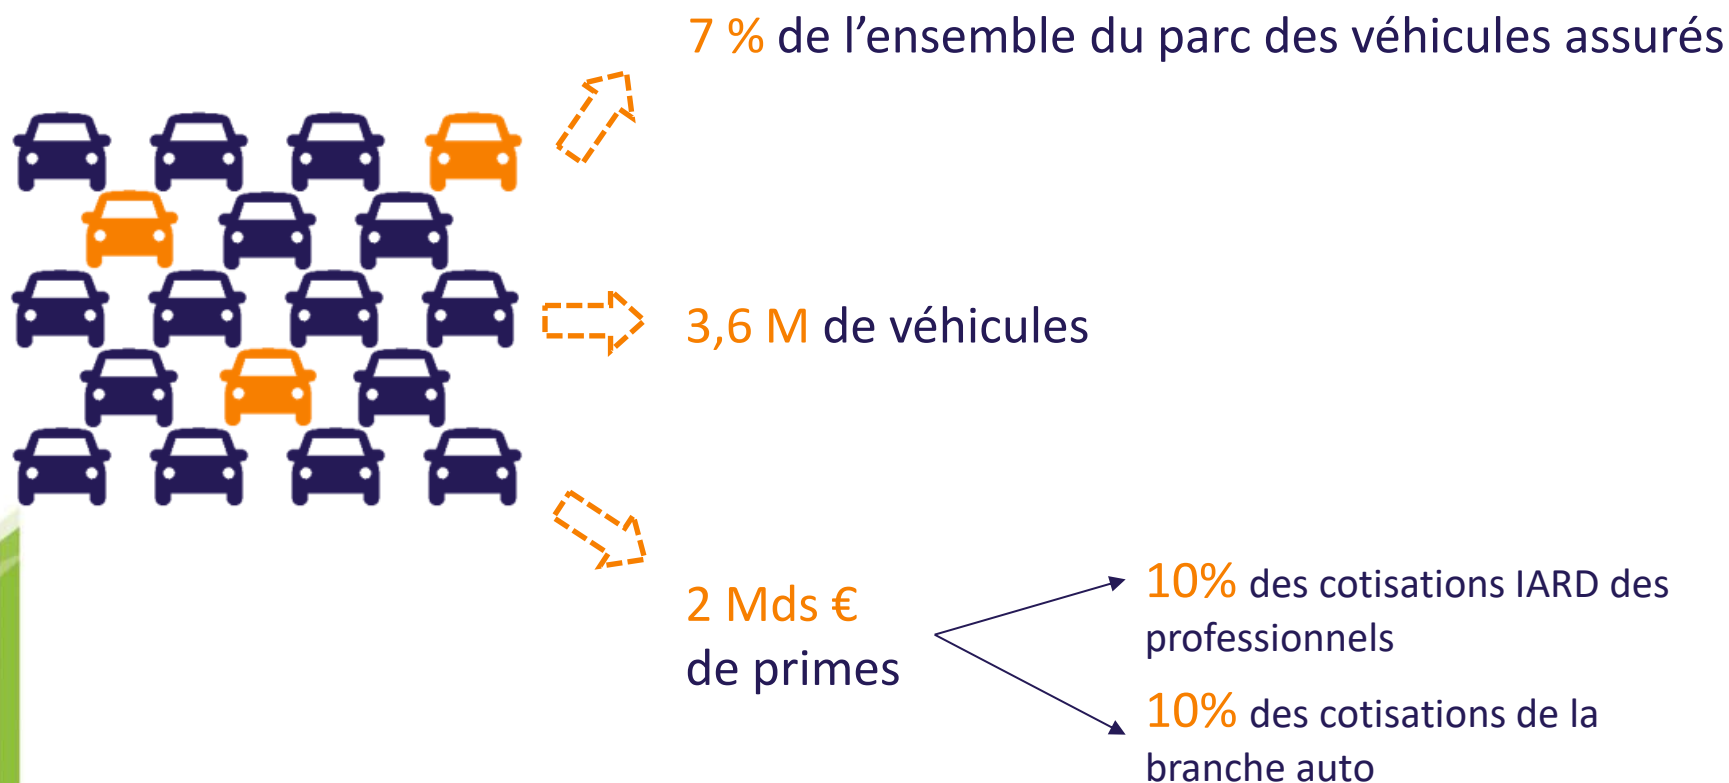 7 % de l’ensemble du parc des véhicules assurés
3,6 M de véhicules
2 Mds €
de primes
10% des cotisations IARD des
professionnels
10% des cotisations de la
branche auto